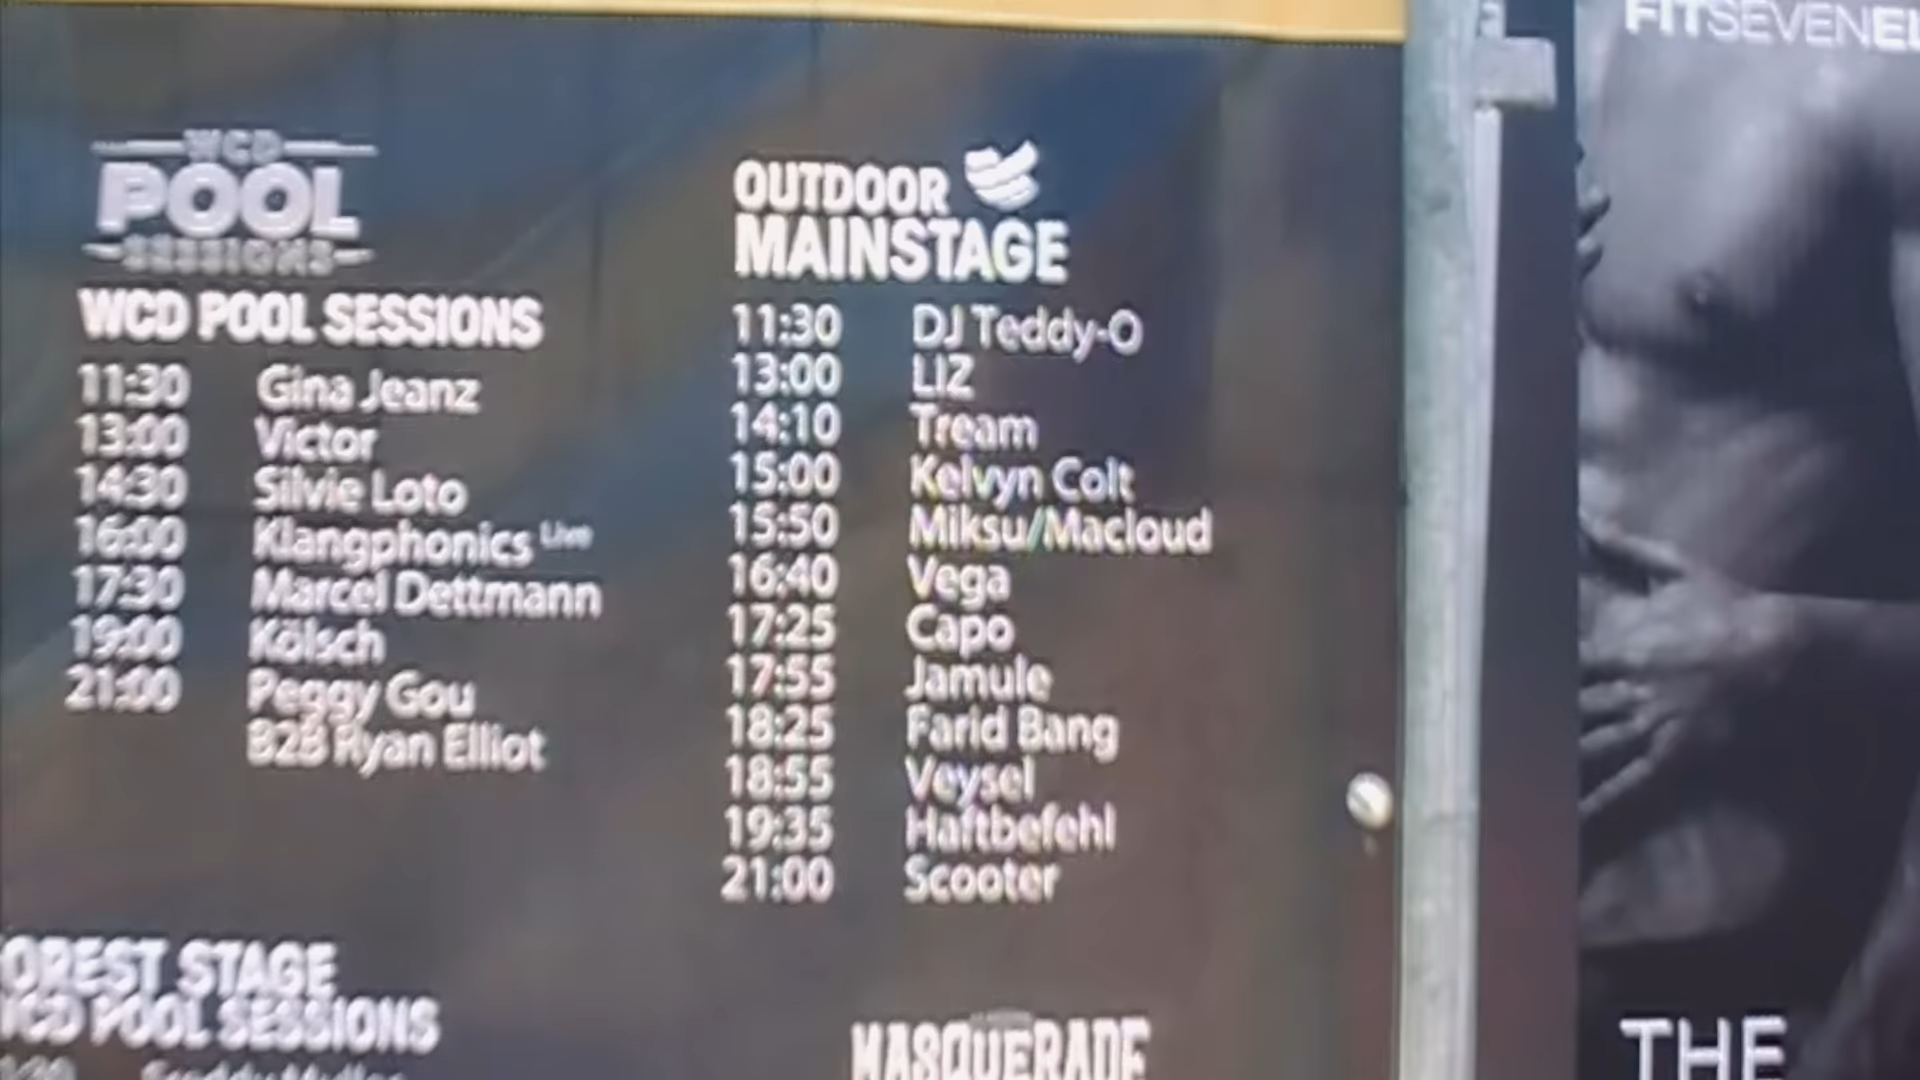 WCD
POOL
SESSIONS
WCD POOL SESSIONS
11:30 Gina Jeanz
13:00 Victor
14:30 Silvie Loto
16:00 Klangphonics Live
17:30 Marcel Dettmann
19:00 Kölsch
21:00 Peggy Gou
B2B Ryan Elliot
OUTDOOR
MAINSTAGE
11:30 DJ Teddy-O
13:00 LIZ
14:10 Tream
15:00 Kelvyn Colt
15:50 Miksu/Macloud
16:40 Vega
17:25 Capo
17:55 Jamule
18:25 Farid Bang
18:55 Veysel
19:35 Haftbefehl
21:00 Scooter
OREST STAGE
WCD POOL SESSIONS
MASQUERADE
FITSEVENEL
THE